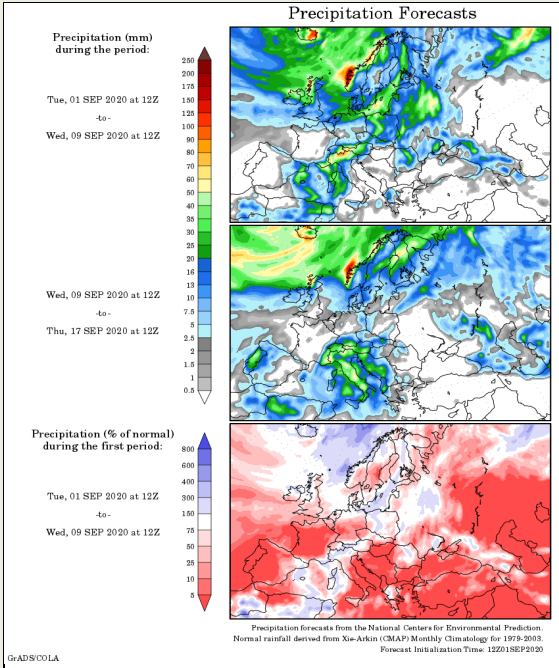 Precipitation Forecasts
Precipitation (mm)
during the period:
Tue, 01 SEP 2020 at 12Z
-to-
Wed, 09 SEP 2020 at 12Z
250
200
175
150
125
100
90
80
70
60
50
40
35
30
25
20
16
13
10
7.5
5
2.5
2
1.5
1
0.5
Wed, 09 SEP 2020 at 12Z
-to-
Thu, 17 SEP 2020 at 12Z
Precipitation (% of normal)
during the first period:
Tue, 01 SEP 2020 at 12Z
-to-
Wed, 09 SEP 2020 at 12Z
800
600
400
300
150
75
50
25
10
5
Precipitation forecasts from the National Centers for Environmental Prediction.
Normal rainfall derived from Xie-Arkin (CMAP) Monthly Climatology for 1979-2003.
Forecast Initialization Time: 12Z01SEP2020
GrADS/COLA